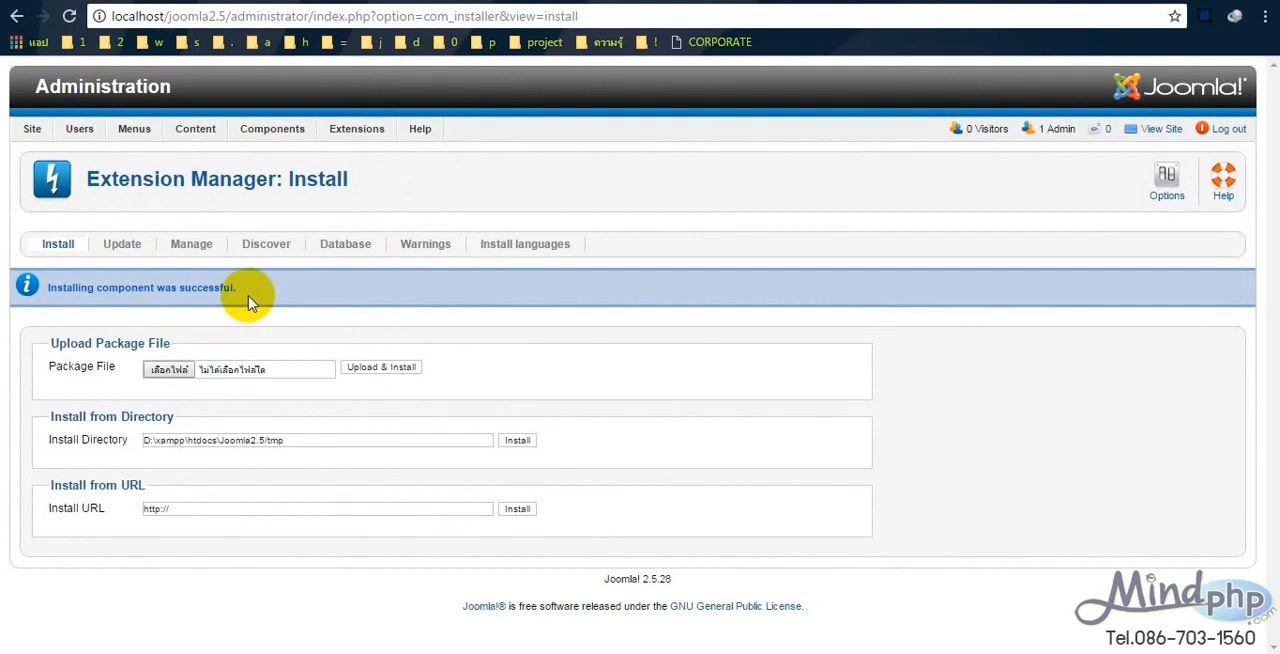 localhost/joomla2.5/administrator/index.php?option=com_installer&view=install
แอป 1 2 w s . a h = j d 0 p project ความรู้ ! CORPORATE
Administration
Joomla!®
Site Users Menus Content Components Extensions Help
0 Visitors 1 Admin 0 View Site Log out
Extension Manager: Install
Options Help
Install Update Manage Discover Database Warnings Install languages
Installing component was successful.
Upload Package File
Package File เลือกไฟล์ ไม่ได้เลือกไฟล์ใด Upload & Install
Install from Directory
Install Directory D:\xampp\htdocs\Joomla2.5/tmp Install
Install from URL
Install URL http:// Install
Joomla! 2.5.28
Joomla!® is free software released under the GNU General Public License.
Mindphp.com
Tel.086-703-1560